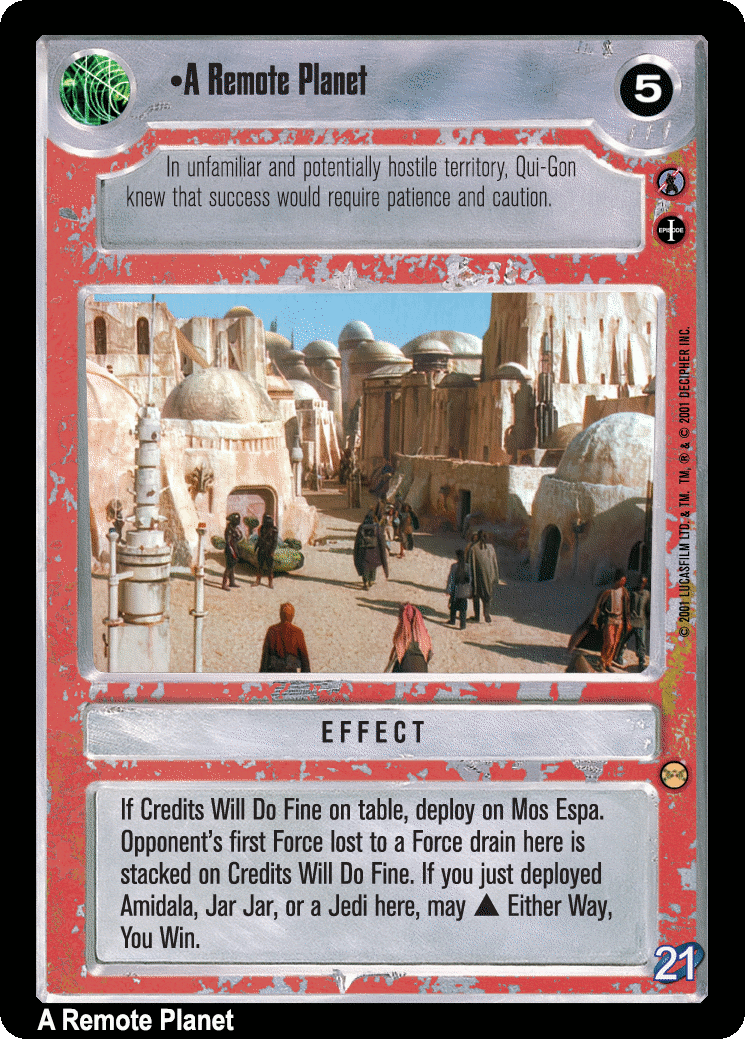 •A Remote Planet
5
In unfamiliar and potentially hostile territory, Qui-Gon
knew that success would require patience and caution.
EPISODE
I
© 2001 LUCASFILM LTD. & TM. TM, ® & © 2001 DECIPHER INC.
EFFECT
If Credits Will Do Fine on table, deploy on Mos Espa.
Opponent's first Force lost to a Force drain here is
stacked on Credits Will Do Fine. If you just deployed
Amidala, Jar Jar, or a Jedi here, may ▲ Either Way,
You Win.
21
A Remote Planet